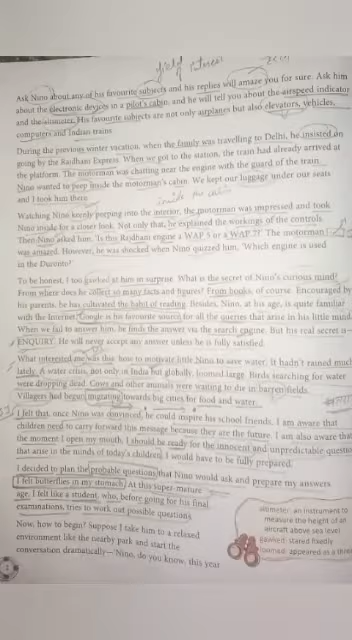 field of interest
Ask Nino about any of his favourite subjects and his replies will amaze you for sure. Ask him
about the electronic devices in a pilot's cabin, and he will tell you about the airspeed indicator
and the altimeter. His favourite subjects are not only airplanes but also elevators, vehicles,
computers and Indian trains.
During the previous winter vacation, when the family was travelling to Delhi, he insisted on
going by the Rajdhani Express. When we got to the station, the train had already arrived at
the platform. The motorman was chatting near the engine with the guard of the train.
Nino wanted to peep inside the motorman's cabin. We kept our luggage under our seats
and I took him there.
inside the cabin
Watching Nino keenly peeping into the interior, the motorman was impressed and took
Nino inside for a closer look. Not only that, he explained the workings of the controls.
Then Nino asked him, 'Is this Rajdhani engine a WAP 5 or a WAP 7?' The motorman
was amazed. However, he was shocked when Nino quizzed him, 'Which engine is used
in the Duronto?'
To be honest, I too gawked at him in surprise. What is the secret of Nino's curious mind?
From where does he collect so many facts and figures? From books, of course. Encouraged by
his parents, he has cultivated the habit of reading. Besides, Nino, at his age, is quite familiar
with the Internet. Google is his favourite source for all the queries that arise in his little mind.
When we fail to answer him, he finds the answer via the search engine. But his real secret is
ENQUIRY. He will never accept any answer unless he is fully satisfied.
What interested me was that how to motivate little Nino to save water. It hadn't rained much
lately. A water crisis, not only in India but globally, loomed large. Birds searching for water
were dropping dead. Cows and other animals were waiting to die in barren fields.
Villagers had begun migrating towards big cities for food and water.
I felt that, once Nino was convinced, he could inspire his school friends. I am aware that
children need to carry forward this message because they are the future. I am also aware that
the moment I open my mouth, I should be ready for the innocent and unpredictable questio
that arise in the minds of today's children. I would have to be fully prepared.
I decided to plan the probable questions that Nino would ask and prepare my answers.
I felt butterflies in my stomach. At this super-mature
age, I felt like a student, who, before going for his final
examinations, tries to work out possible questions.
Now, how to begin? Suppose I take him to a relaxed
environment like the nearby park and start the
conversation dramatically—'Nino, do you know, this year
altimeter: an instrument to
measure the height of an
aircraft above sea level
gawked: stared fixedly
loomed: appeared as a threa